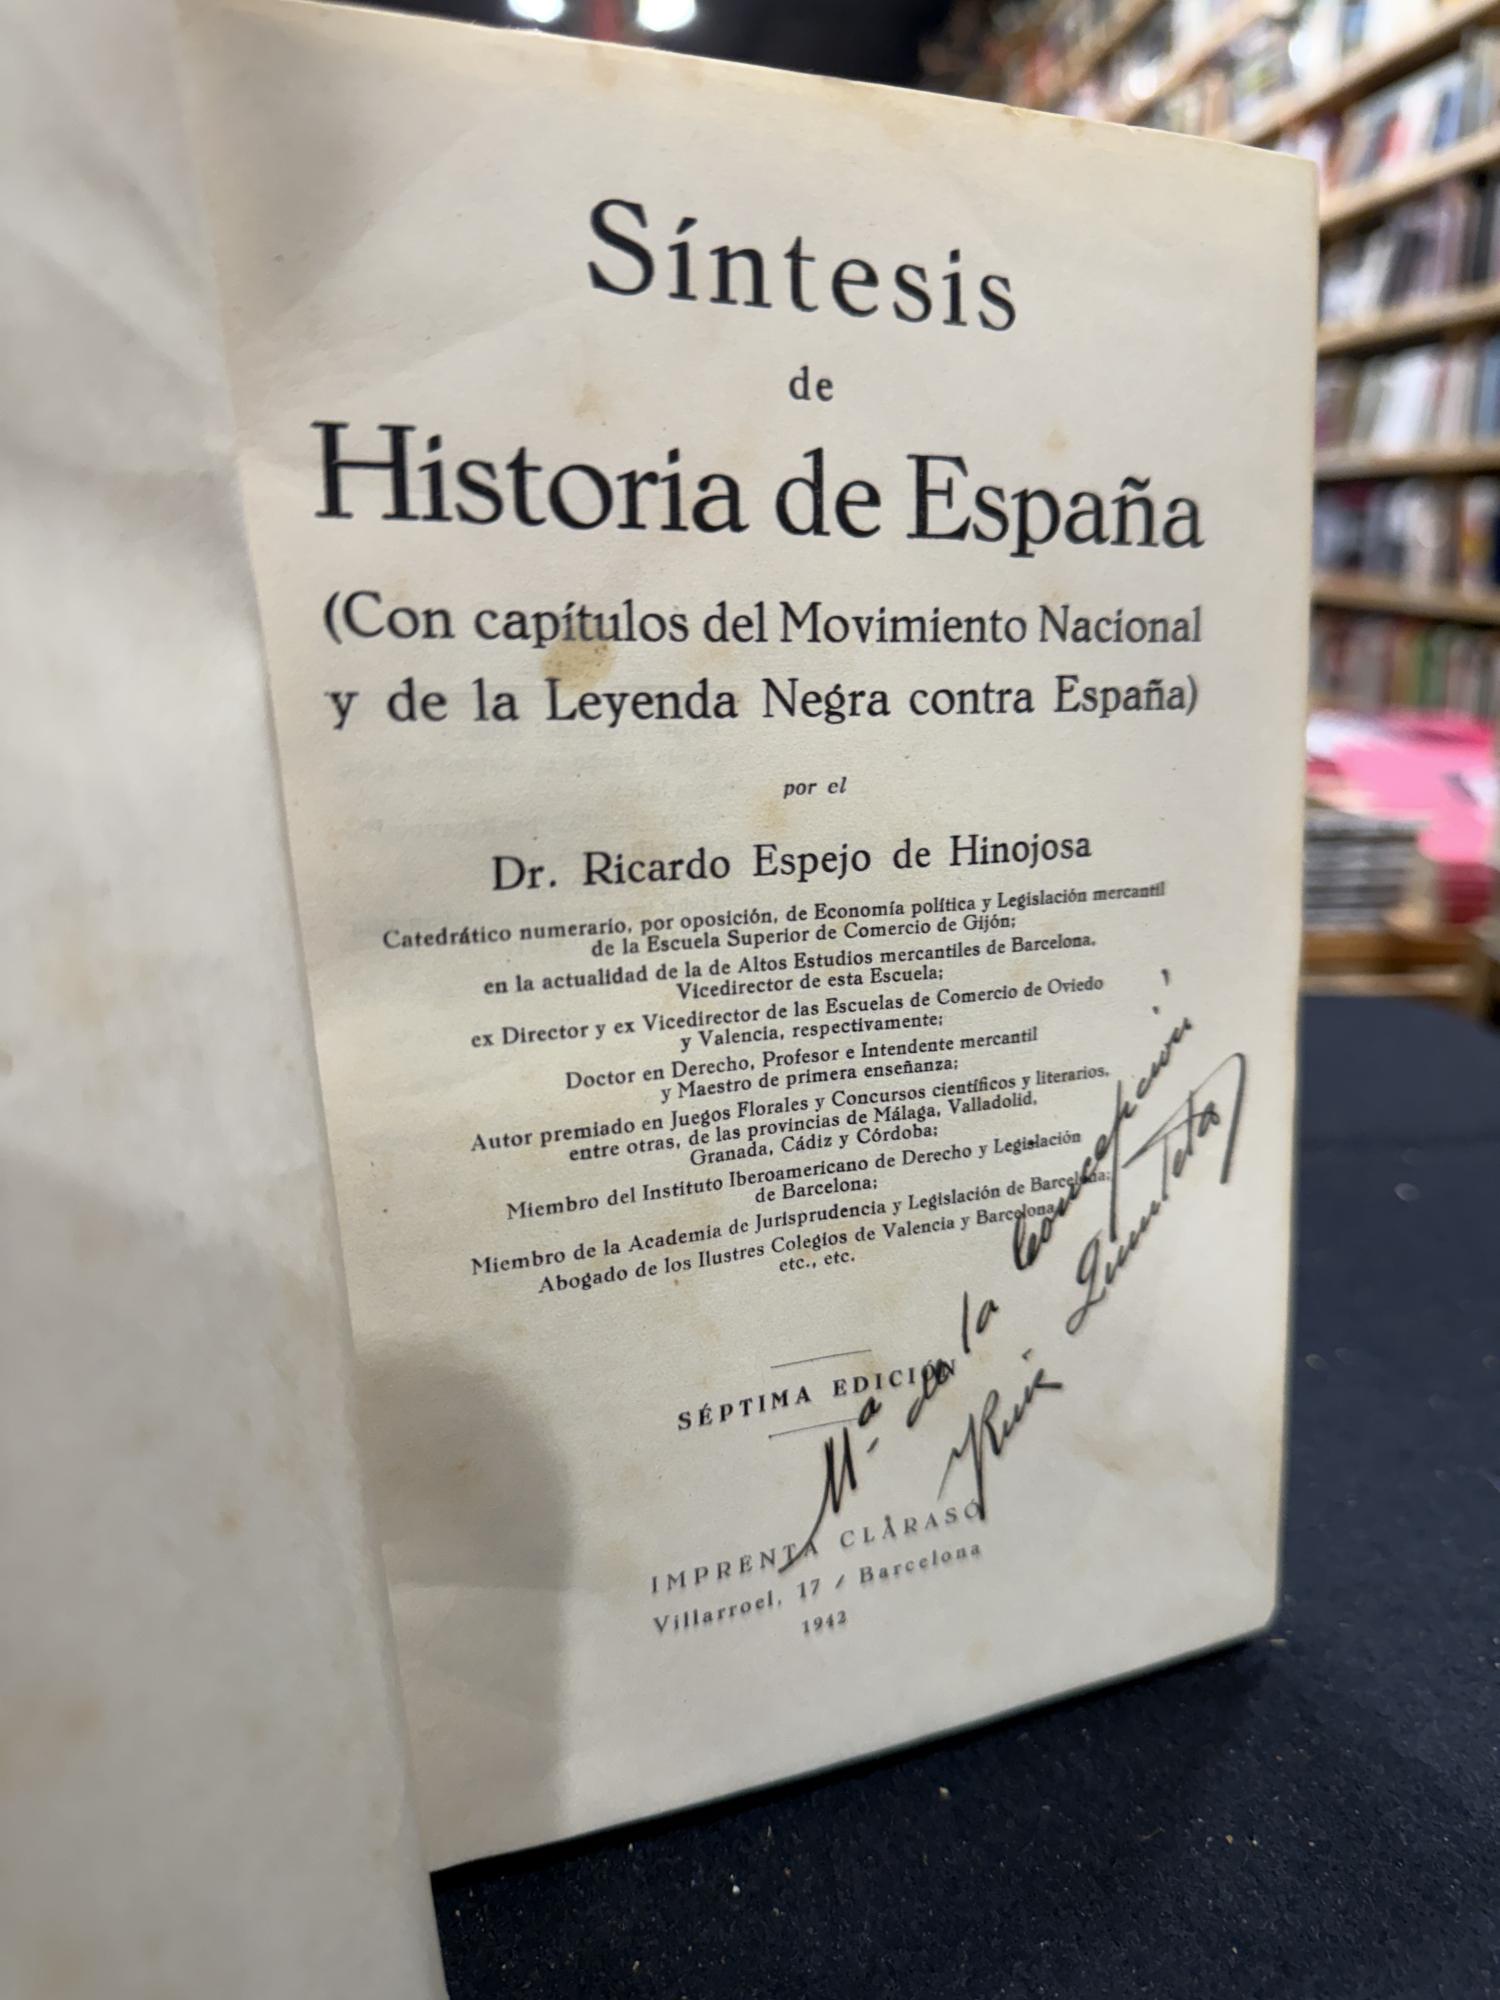 Síntesis
de
Historia de España
(Con capítulos del Movimiento Nacional
y de la Leyenda Negra contra España)
por el
Dr. Ricardo Espejo de Hinojosa
Catedrático numerario, por oposición, de Economía política y Legislación mercantil
de la Escuela Superior de Comercio de Gijón;
en la actualidad de la de Altos Estudios mercantiles de Barcelona,
Vicedirector de esta Escuela;
ex Director y ex Vicedirector de las Escuelas de Comercio de Oviedo
y Valencia, respectivamente;
Doctor en Derecho, Profesor e Intendente mercantil
y Maestro de primera enseñanza;
Autor premiado en Juegos Florales y Concursos científicos y literarios,
entre otras, de las provincias de Málaga, Valladolid,
Granada, Cádiz y Córdoba;
Miembro del Instituto Iberoamericano de Derecho y Legislación
de Barcelona;
Miembro de la Academia de Jurisprudencia y Legislación de Barcelona;
Abogado de los Ilustres Colegios de Valencia y Barcelona,
etc., etc.
SÉPTIMA EDICIÓN
Mª de la Concepción
Ruiz
IMPRENTA CLARASÓ
Villarroel, 17 / Barcelona
1942